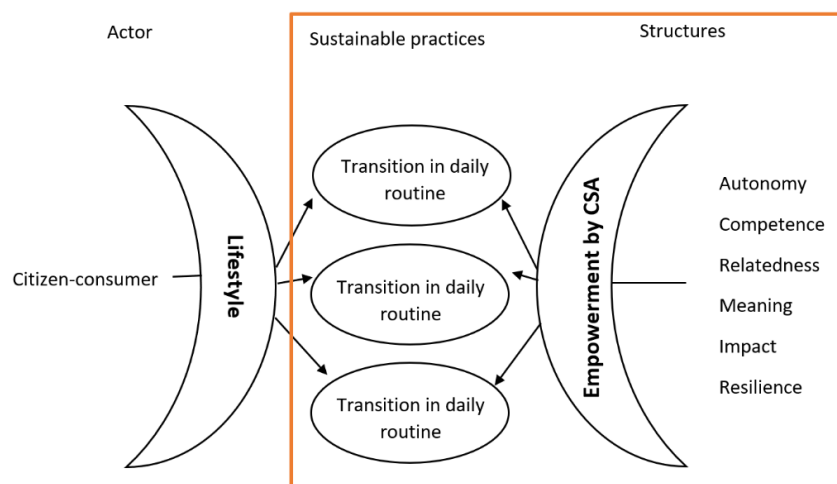 Actor
Sustainable practices
Structures
Transition in daily
routine
Lifestyle
Empowerment by CSA
Citizen-consumer
Transition in daily
routine
Transition in daily
routine
Autonomy
Competence
Relatedness
Meaning
Impact
Resilience